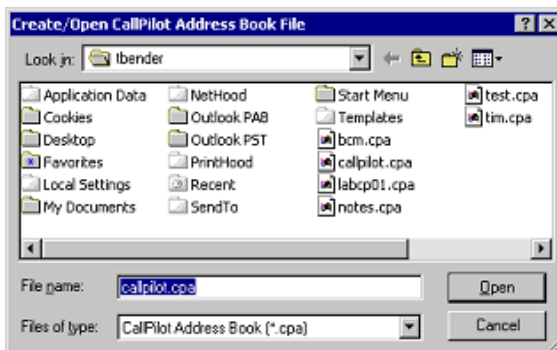 Create/Open CallPilot Address Book File
Look in: tbender
Application Data
Cookies
Desktop
Favorites
Local Settings
My Documents
NetHood
Outlook PAB
Outlook PST
PrintHood
Recent
SendTo
Start Menu
Templates
bcm.cpa
callpilot.cpa
labcp01.cpa
notes.cpa
test.cpa
tim.cpa
File name: callpilot.cpa
Open
Files of type: CallPilot Address Book (*.cpa)
Cancel